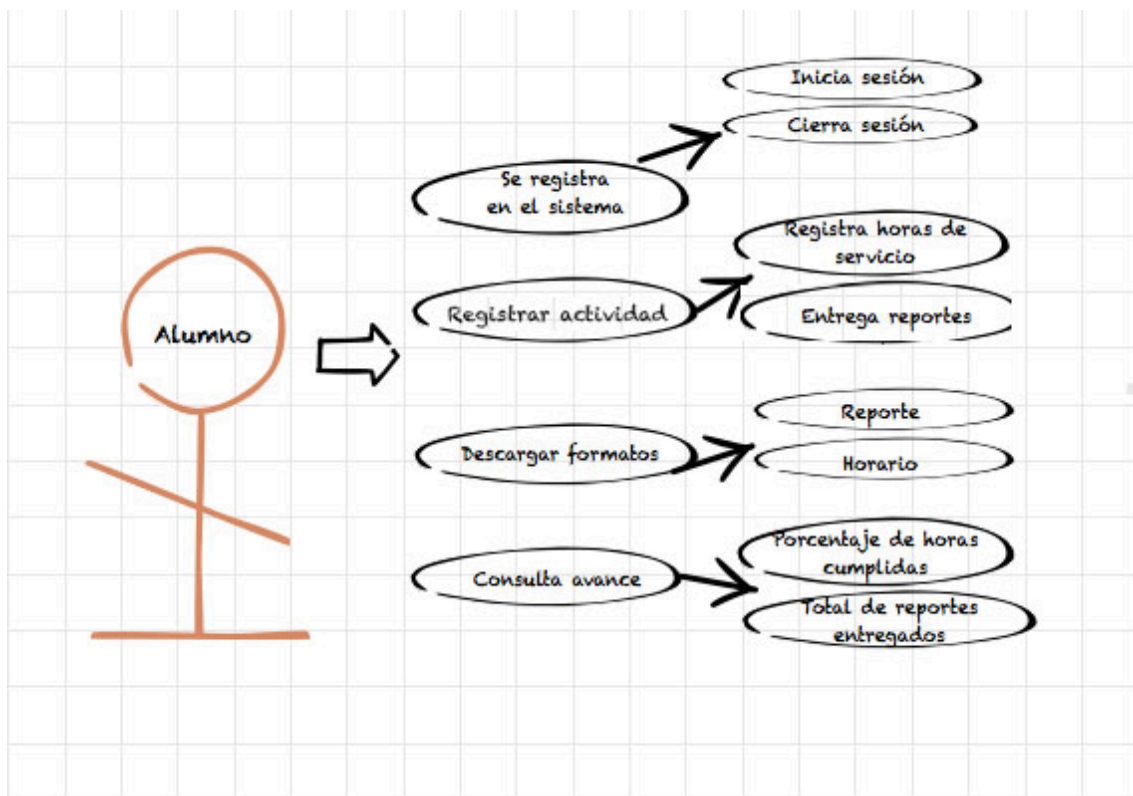 Alumno
Se registra
en el sistema
Inicia sesión
Cierra sesión
Registrar actividad
Registra horas de
servicio
Entrega reportes
Descargar formatos
Reporte
Horario
Consulta avance
Porcentaje de horas
cumplidas
Total de reportes
entregados